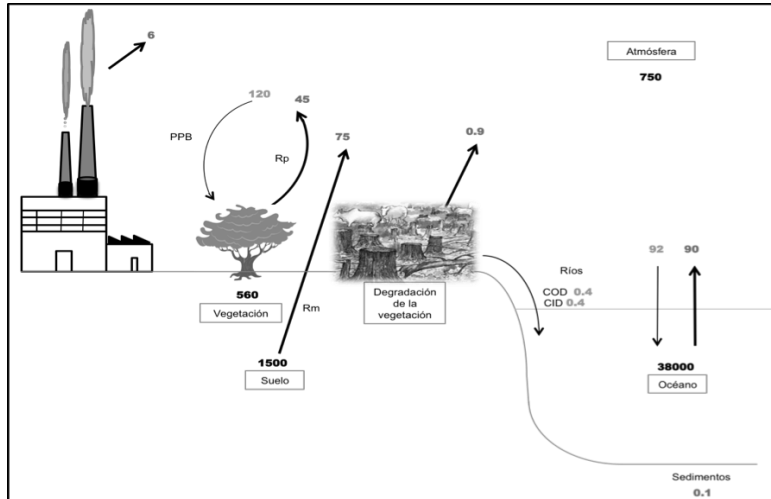 6
Atmósfera
750
120
45
PPB
Rp
75
0.9
560
Vegetación
Rm
1500
Suelo
Degradación
de la
vegetación
Ríos
COD 0.4
CID 0.4
92
90
38000
Océano
Sedimentos
0.1